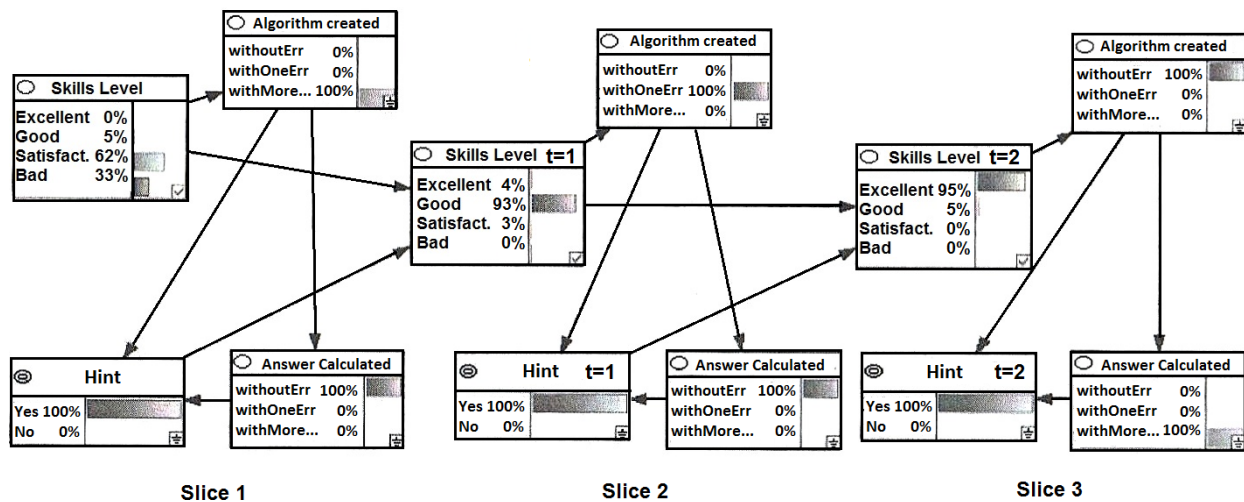 Algorithm created
withoutErr 0%
withOneErr 0%
withMore... 100%
Skills Level
Excellent 0%
Good 5%
Satisfact. 62%
Bad 33%
Hint
Yes 100%
No 0%
Answer Calculated
withoutErr 100%
withOneErr 0%
withMore... 0%
Slice 1
Algorithm created
withoutErr 0%
withOneErr 100%
withMore... 0%
Skills Level t=1
Excellent 4%
Good 93%
Satisfact. 3%
Bad 0%
Hint t=1
Yes 100%
No 0%
Answer Calculated
withoutErr 100%
withOneErr 0%
withMore... 0%
Slice 2
Algorithm created
withoutErr 100%
withOneErr 0%
withMore... 0%
Skills Level t=2
Excellent 95%
Good 5%
Satisfact. 0%
Bad 0%
Hint t=2
Yes 100%
No 0%
Answer Calculated
withoutErr 0%
withOneErr 0%
withMore... 100%
Slice 3